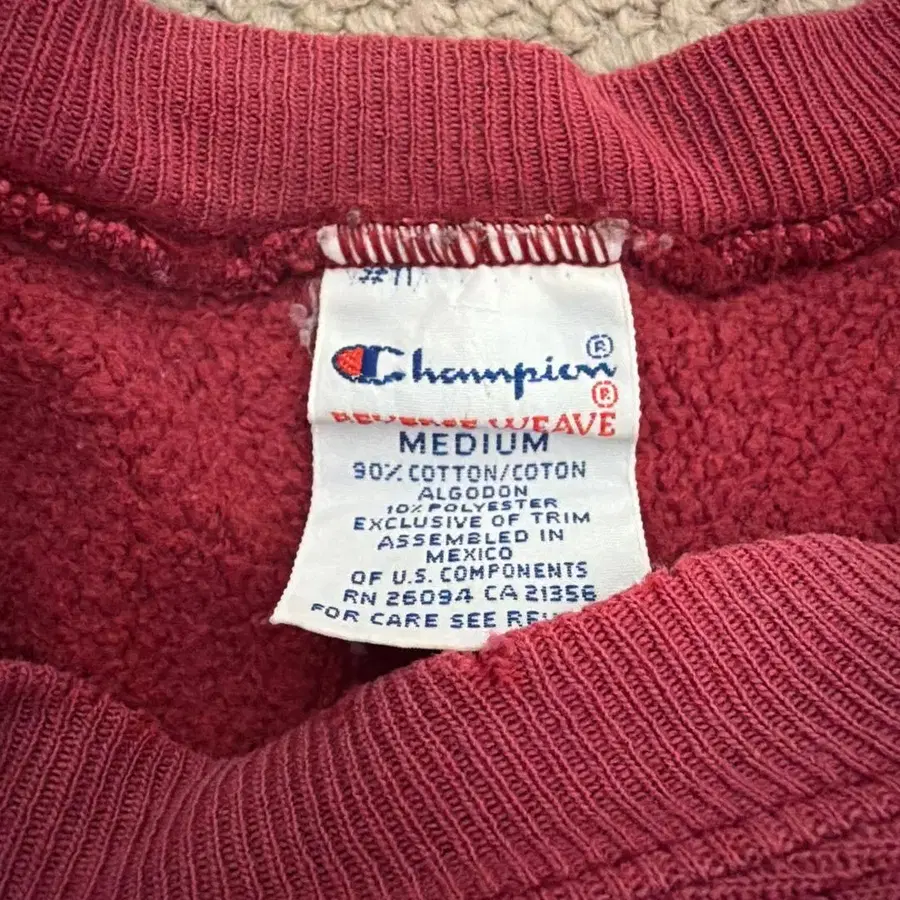 #11
Champion®
®
REVERSE WEAVE
MEDIUM
90% COTTON/COTON
ALGODON
10% POLYESTER
EXCLUSIVE OF TRIM
ASSEMBLED IN
MEXICO
OF U.S. COMPONENTS
RN 26094 CA 21356
FOR CARE SEE